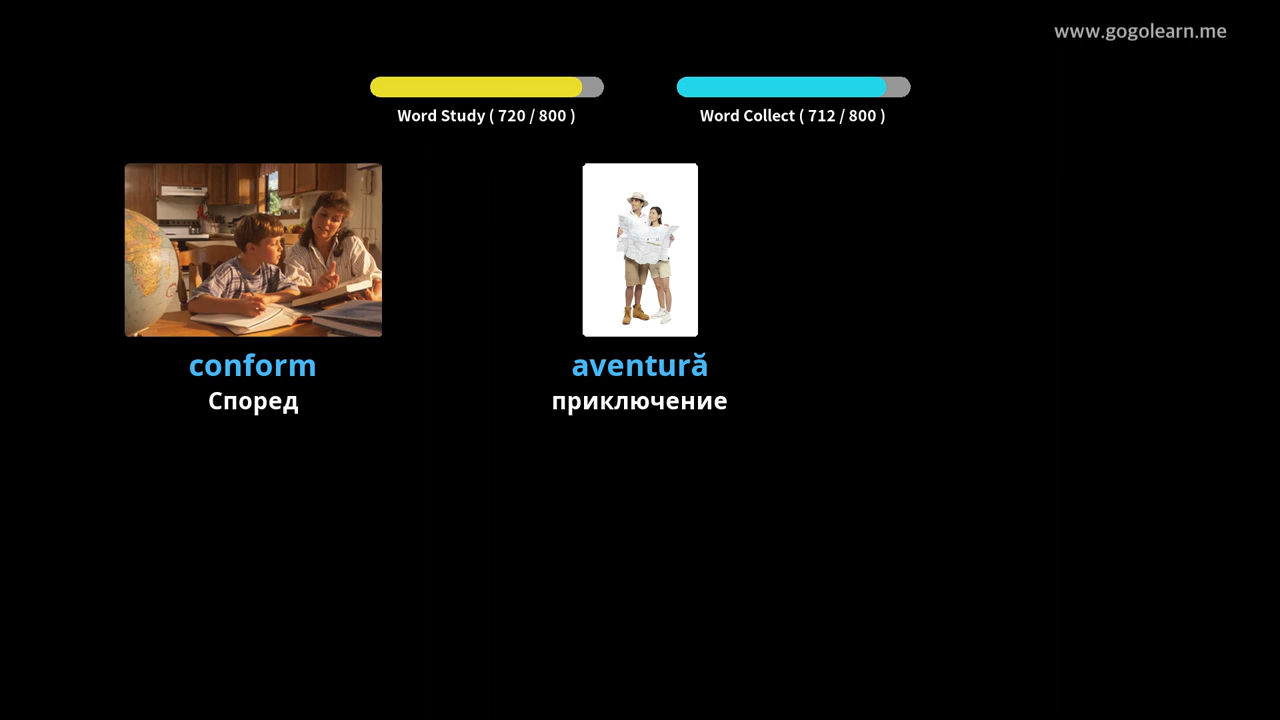 www.gogolearn.me
Word Study ( 720 / 800 )
Word Collect ( 712 / 800 )
conform
Според
aventură
приключение